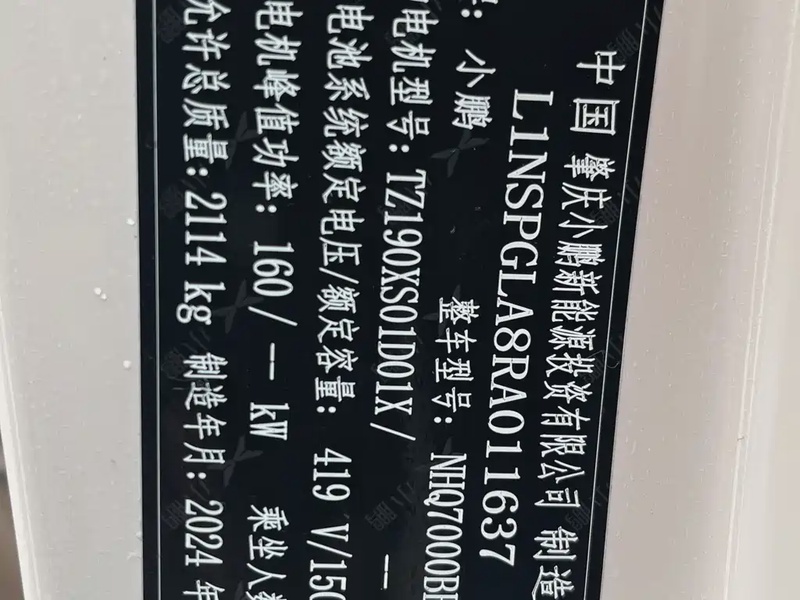 中国 肇庆小鹏新能源投资有限公司 制造
L1NSPGLA8RA011637
小鹏 整车型号: NHQ7000B
电机型号: TZ190XS01D01X/ --
电池系统额定电压/额定容量: 419 V/150
电机峰值功率: 160/-- kW 乘坐人数
允许总质量: 2114 kg 制造年月: 2024 年